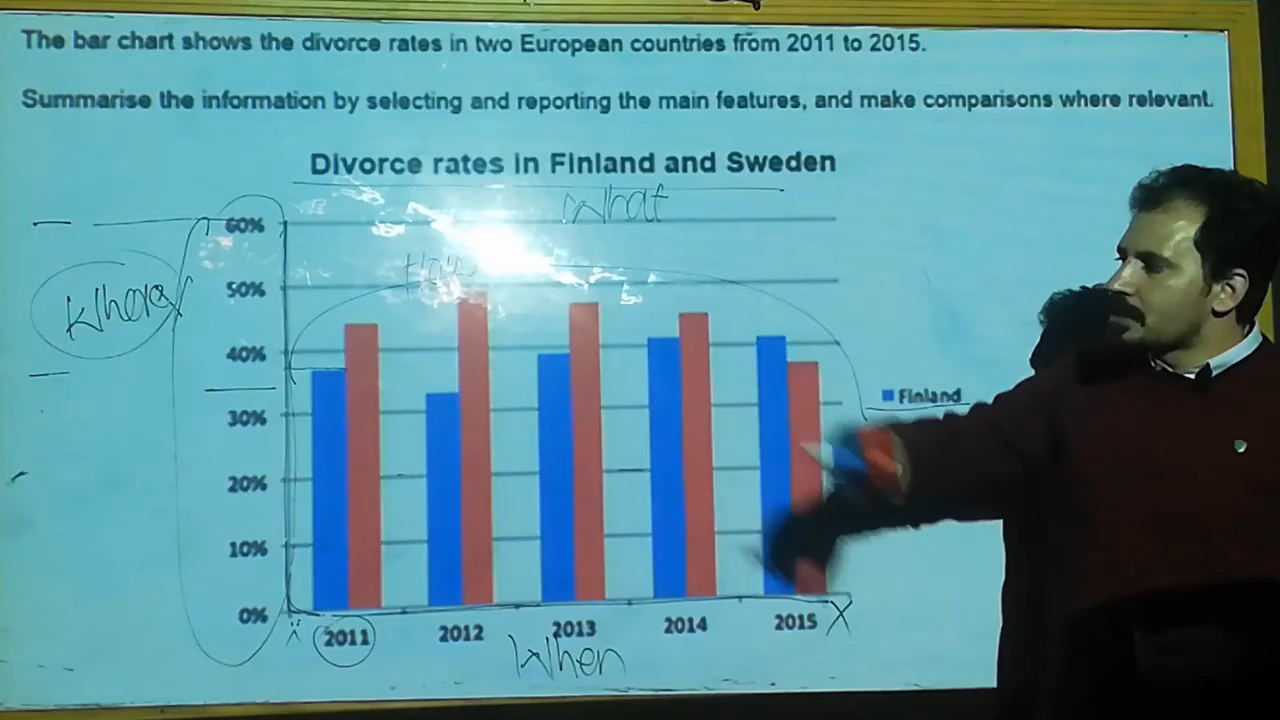 The bar chart shows the divorce rates in two European countries from 2011 to 2015.
Summarise the information by selecting and reporting the main features, and make comparisons where relevant.
Divorce rates in Finland and Sweden
What
60%
Where
50%
40%
Finland
30%
20%
10%
0%
2011 2012 2013 2014 2015 X
When